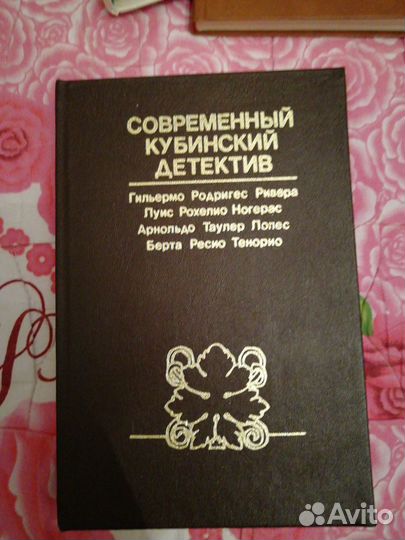 СОВРЕМЕННЫЙ
КУБИНСКИЙ
ДЕТЕКТИВ
Гильермо Родригес Ривера
Луис Рохелио Ногерас
Арнольдо Таулер Лопес
Берта Ресио Тенорио
Avito